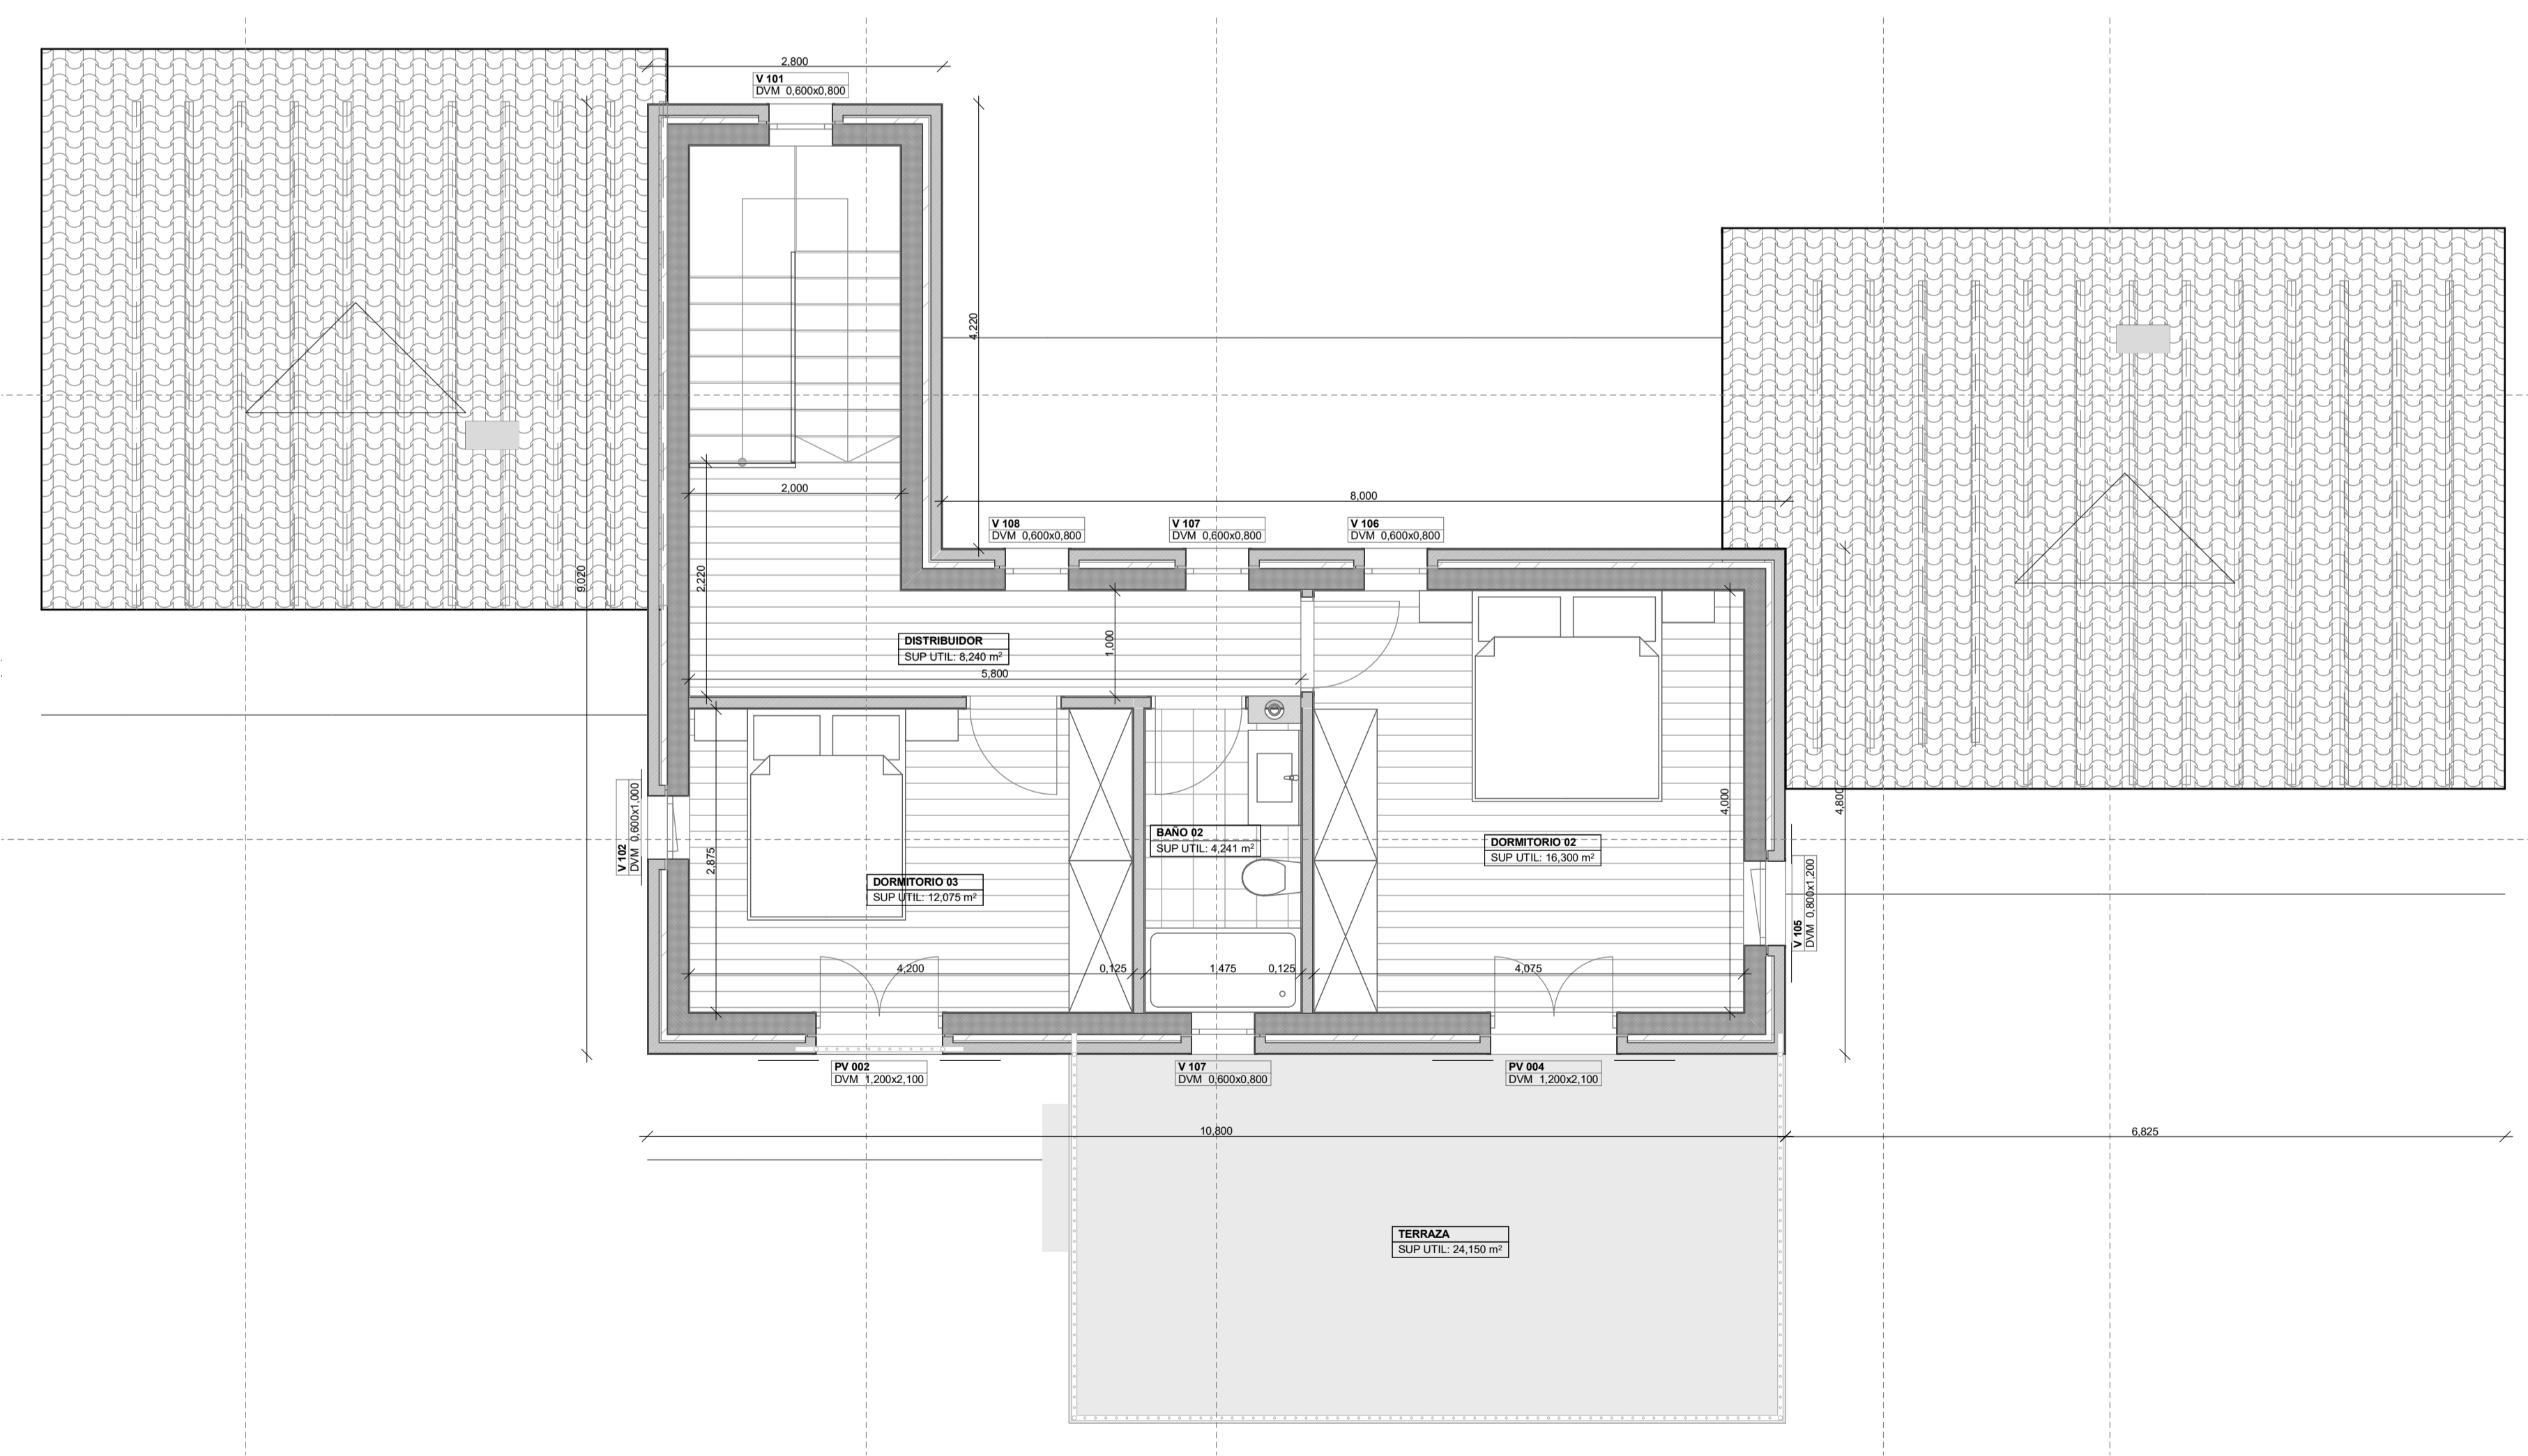 2,800
V 101
DVM 0,600x0,800
4,220
2,000
8,000
V 108
DVM 0,600x0,800
V 107
DVM 0,600x0,800
V 106
DVM 0,600x0,800
9,020
2,220
DISTRIBUIDOR
SUP UTIL: 8,240 m²
1,000
5,800
V 102
DVM 0,600x1,000
2,875
BAÑO 02
SUP UTIL: 4,241 m²
DORMITORIO 02
SUP UTIL: 16,300 m²
4,000
4,800
DORMITORIO 03
SUP UTIL: 12,075 m²
V 105
DVM 0,800x1,200
4,200
0,125
1,475
0,125
4,075
PV 002
DVM 1,200x2,100
V 107
DVM 0,600x0,800
PV 004
DVM 1,200x2,100
10,800
6,825
TERRAZA
SUP UTIL: 24,150 m²